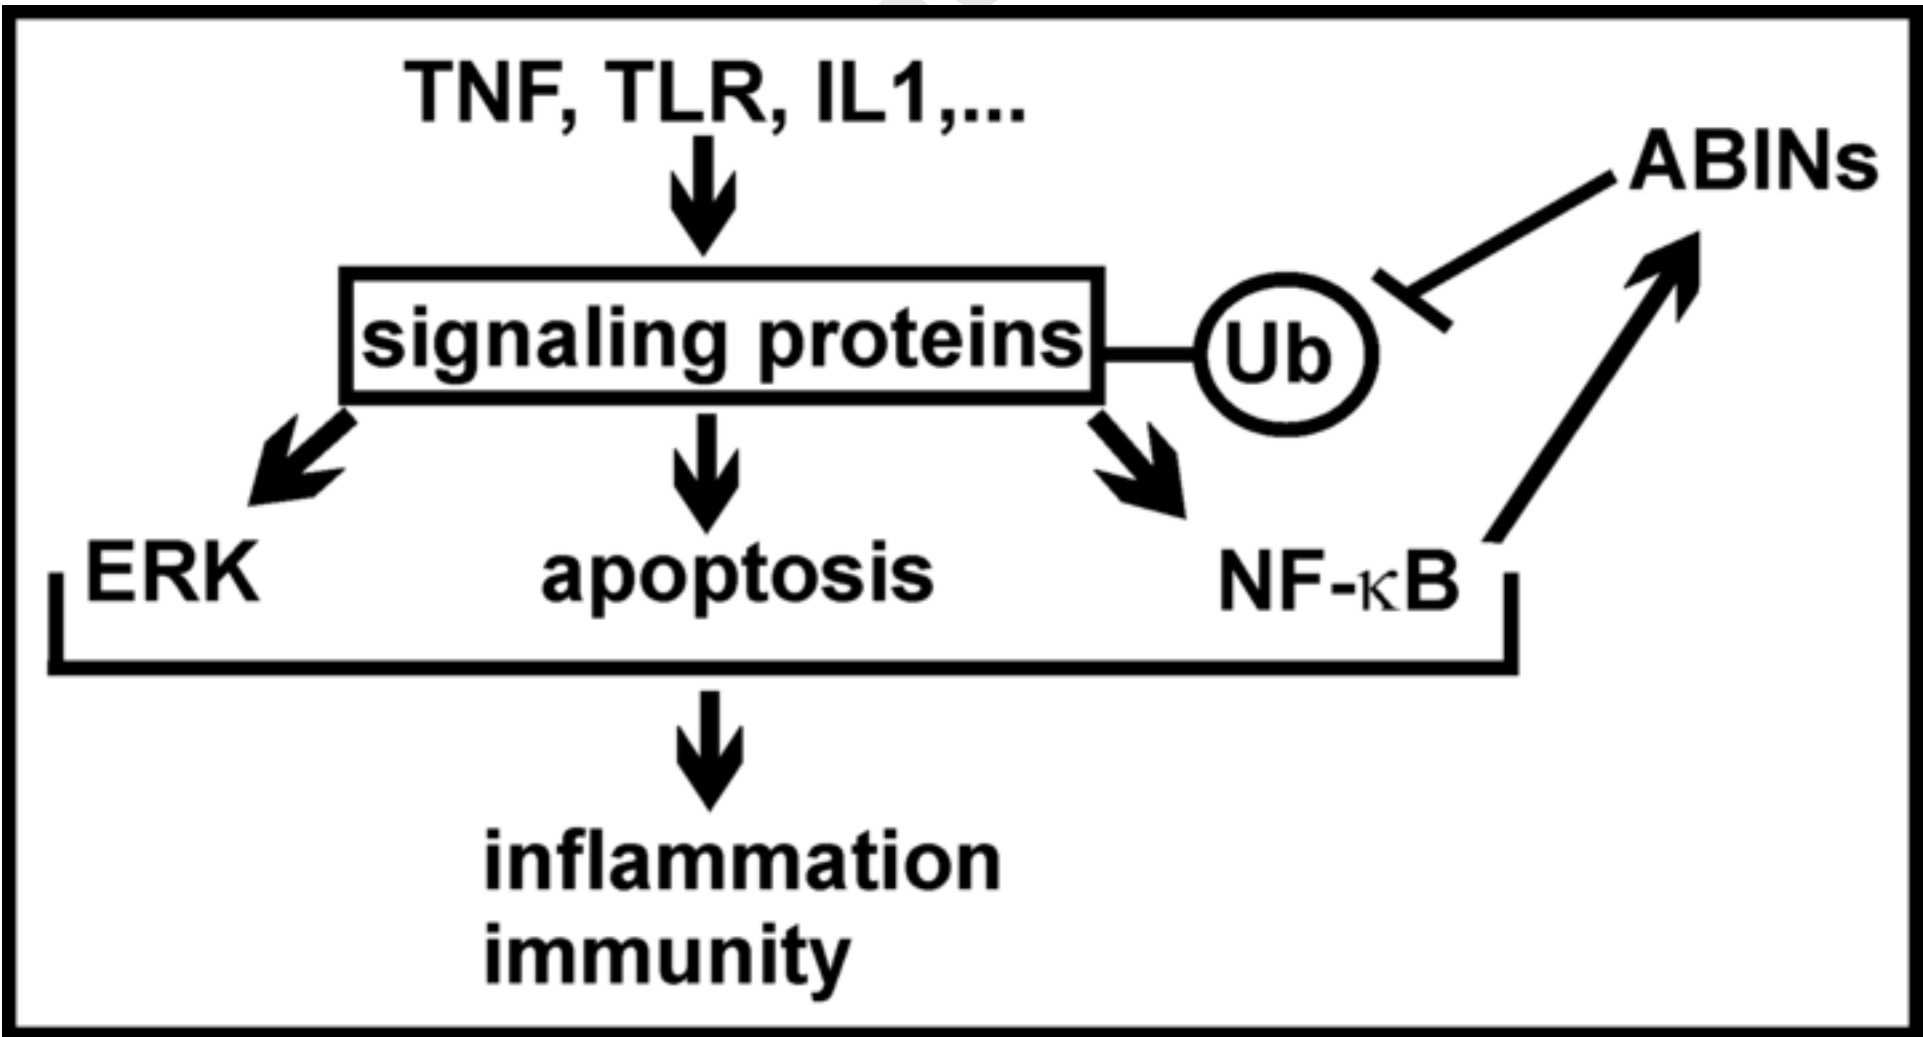 TNF, TLR, IL1,...
ABINs
signaling proteins
Ub
ERK
apoptosis
NF-κB
inflammation
immunity